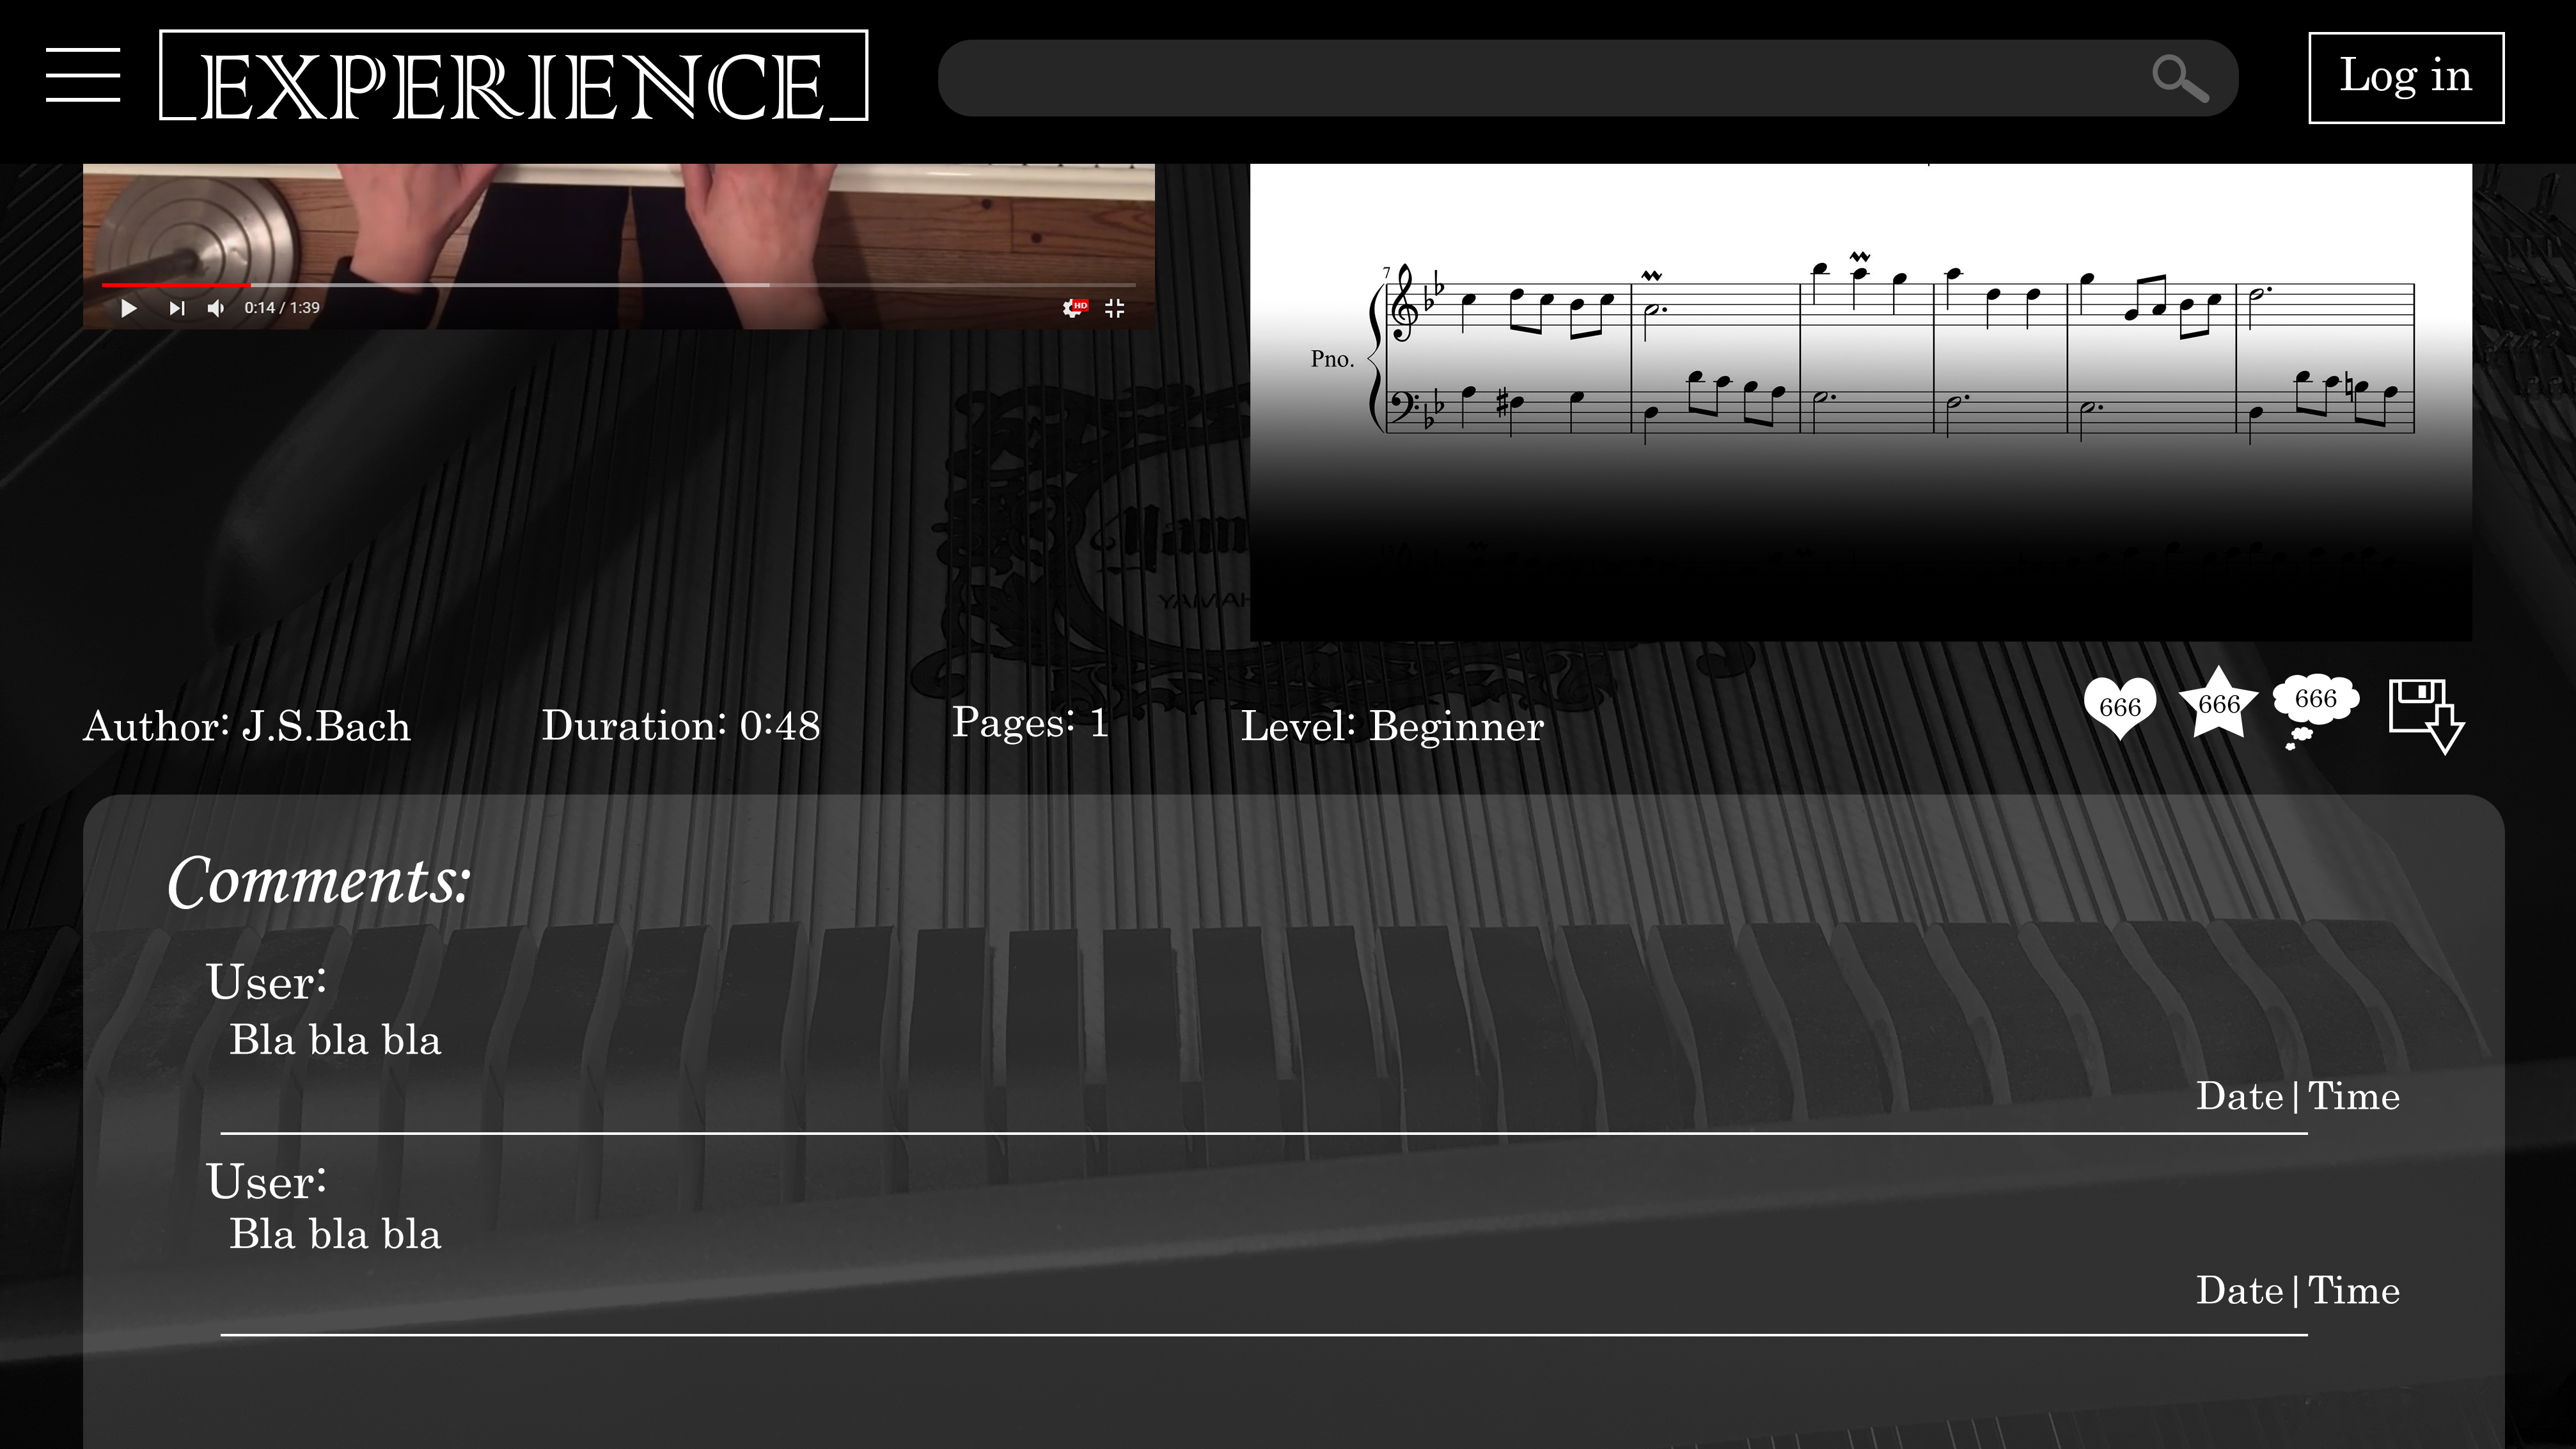 EXPERIENCE
Log in
0:14 / 1:39
HD
7
Pno.
YAMAH
Author: J.S.Bach
Duration: 0:48
Pages: 1
Level: Beginner
666
666
666
Comments:
User:
Bla bla bla
Date|Time
User:
Bla bla bla
Date|Time